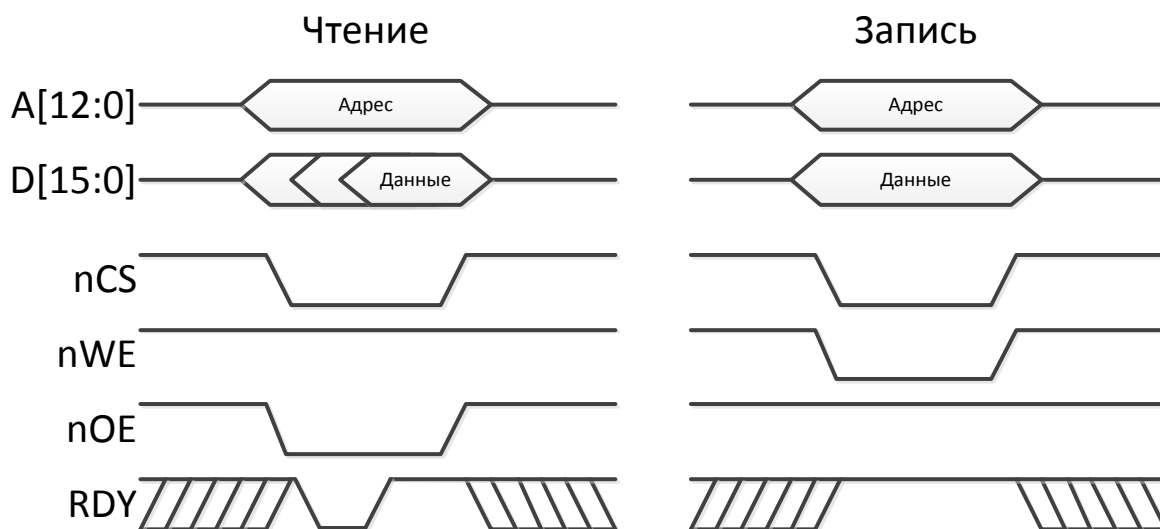 Чтение Запись
A[12:0] Адрес Адрес
D[15:0] Данные Данные
nCS
nWE
nOE
RDY